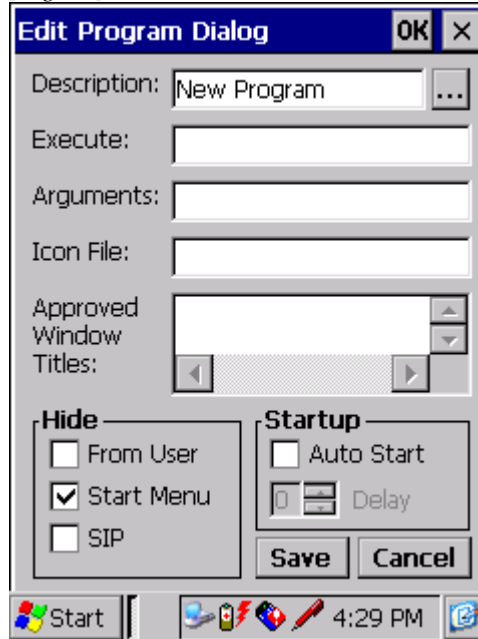 Edit Program Dialog OK ×
Description: New Program ...
Execute:
Arguments:
Icon File:
Approved
Window
Titles:
Hide
From User
Start Menu
SIP
Startup
Auto Start
0 Delay
Save Cancel
Start 4:29 PM